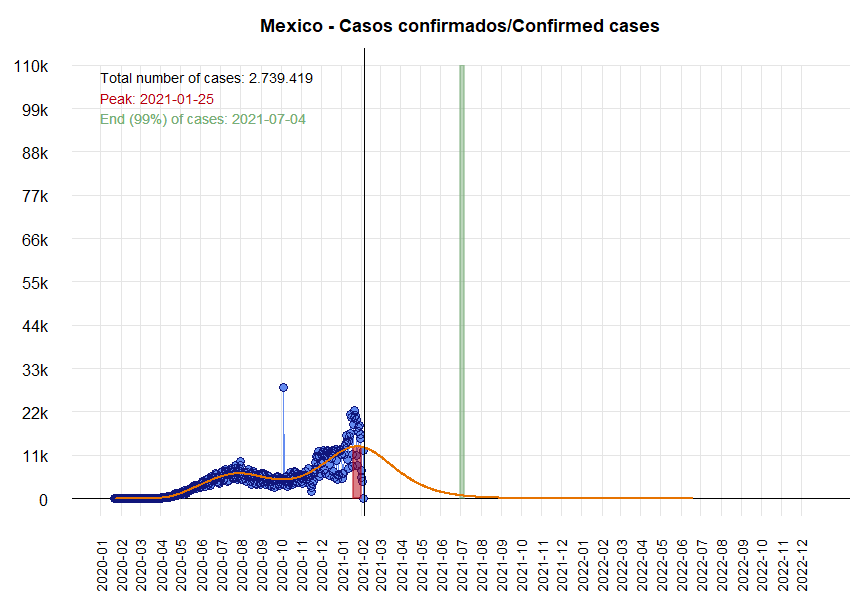 Mexico - Casos confirmados/Confirmed cases
110k
Total number of cases: 2.739.419
Peak: 2021-01-25
99k
End (99%) of cases: 2021-07-04
88k
77k
66k
55k
44k
33k
22k
11k
0
2020-01
2020-02
2020-03
2020-04
2020-05
2020-06
2020-07
2020-08
2020-09
2020-10
2020-11
2020-12
2021-01
2021-02
2021-03
2021-04
2021-05
2021-06
2021-07
2021-08
2021-09
2021-10
2021-11
2021-12
2022-01
2022-02
2022-03
2022-04
2022-05
2022-06
2022-07
2022-08
2022-09
2022-10
2022-11
2022-12